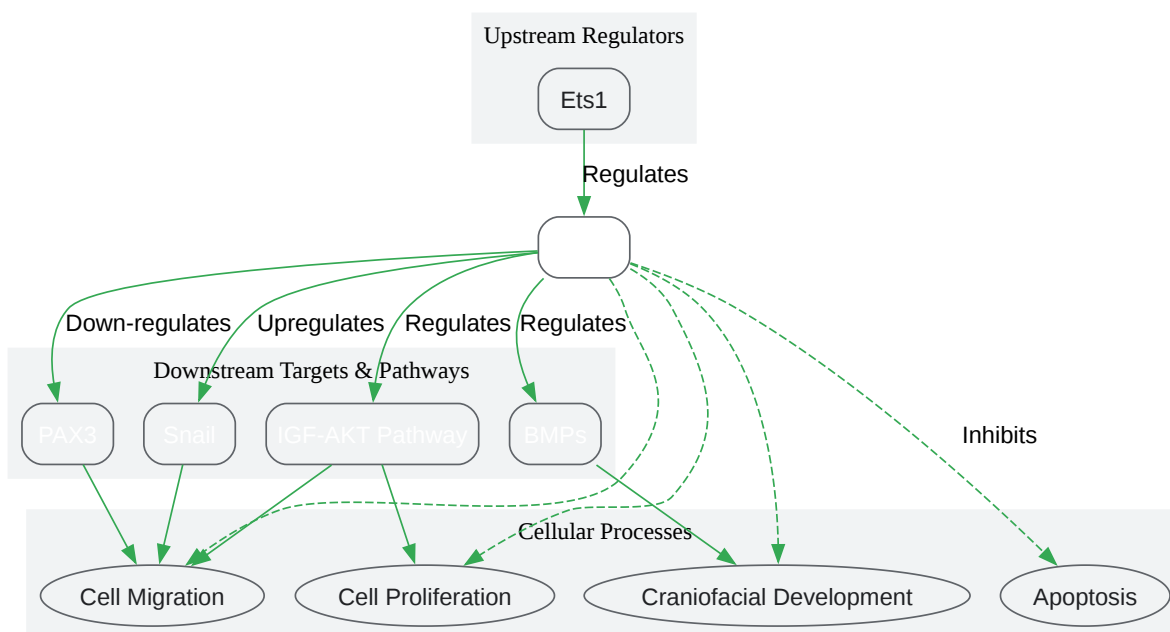 Upstream Regulators
Ets1
Regulates
Down-regulates
Upregulates
Regulates
Regulates
Downstream Targets & Pathways
PAX3
Snail
IGF-AKT Pathway
BMPs
Inhibits
Cellular Processes
Cell Migration
Cell Proliferation
Craniofacial Development
Apoptosis